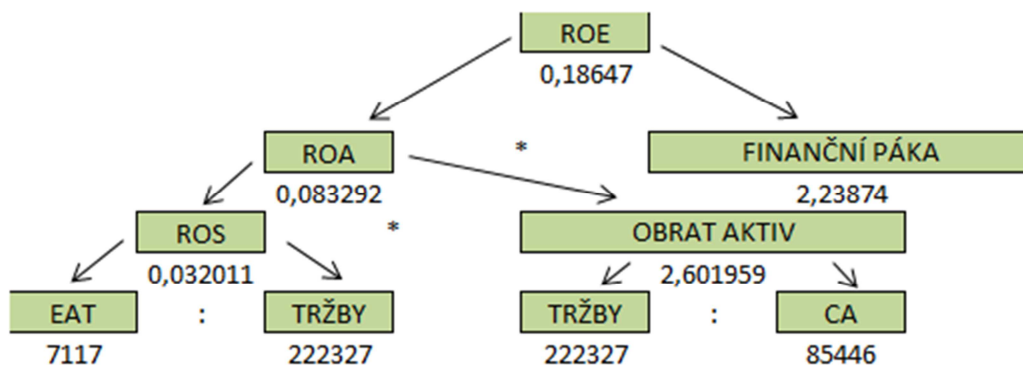 ROE
0,18647
ROA * FINANČNÍ PÁKA
0,083292 2,23874
ROS * OBRAT AKTIV
0,032011 2,601959
EAT : TRŽBY TRŽBY : CA
7117 222327 222327 85446